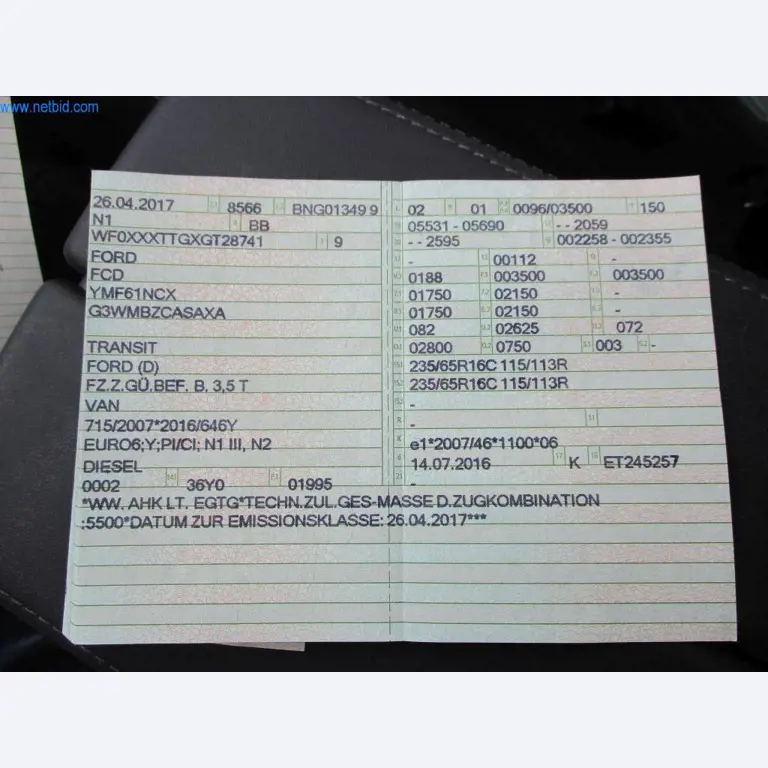 www.netbid.com
26.04.2017 8566 BNG01349 9
N1 BB
WF0XXXTTGXGT28741 9
FORD
FCD
YMF61NCX
G3WMBZCASAXA
TRANSIT
FORD (D)
FZ.Z.GÜ.BEF. B. 3,5 T
VAN
715/2007*2016/646Y
EURO6;Y;PI/CI; N1 III, N2
DIESEL
0002 36Y0 01995
02 01 0096/03500 150
05531 - 05690 - - 2059
- - 2595 002258 - 002355
- 00112 -
0188 003500 003500
01750 02150 -
01750 02150 -
082 02625 072
02800 0750 003 -
235/65R16C 115/113R
235/65R16C 115/113R
-
-
e1*2007/46*1100*06
14.07.2016 K ET245257
-
*WW. AHK LT. EGTG*TECHN.ZUL.GES-MASSE D.ZUGKOMBINATION
:5500*DATUM ZUR EMISSIONSKLASSE: 26.04.2017***